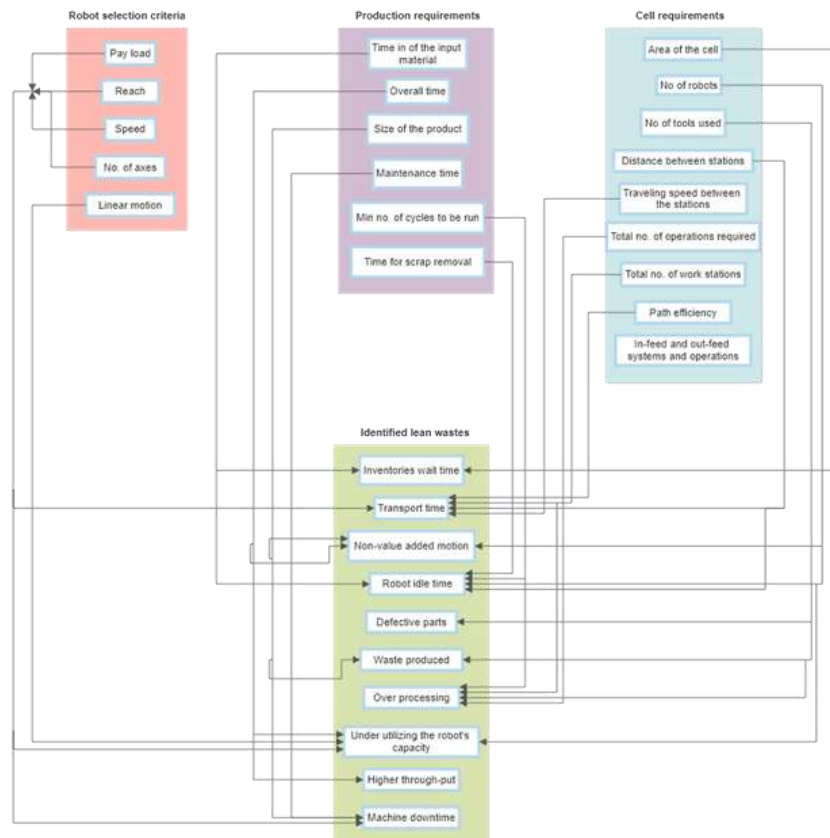 Robot selection criteria
Pay load
Reach
Speed
No. of axes
Linear motion
Production requirements
Time in of the input
material
Overall time
Size of the product
Maintenance time
Min no. of cycles to be run
Time for scrap removal
Cell requirements
Area of the cell
No of robots
No of tools used
Distance between stations
Traveling speed between
the stations
Total no. of operations required
Total no. of work stations
Path efficiency
In-feed and out-feed
systems and operations
Identified lean wastes
Inventories wait time
Transport time
Non-value added motion
Robot idle time
Defective parts
Waste produced
Over processing
Under utilizing the robot's
capacity
Higher through-put
Machine downtime